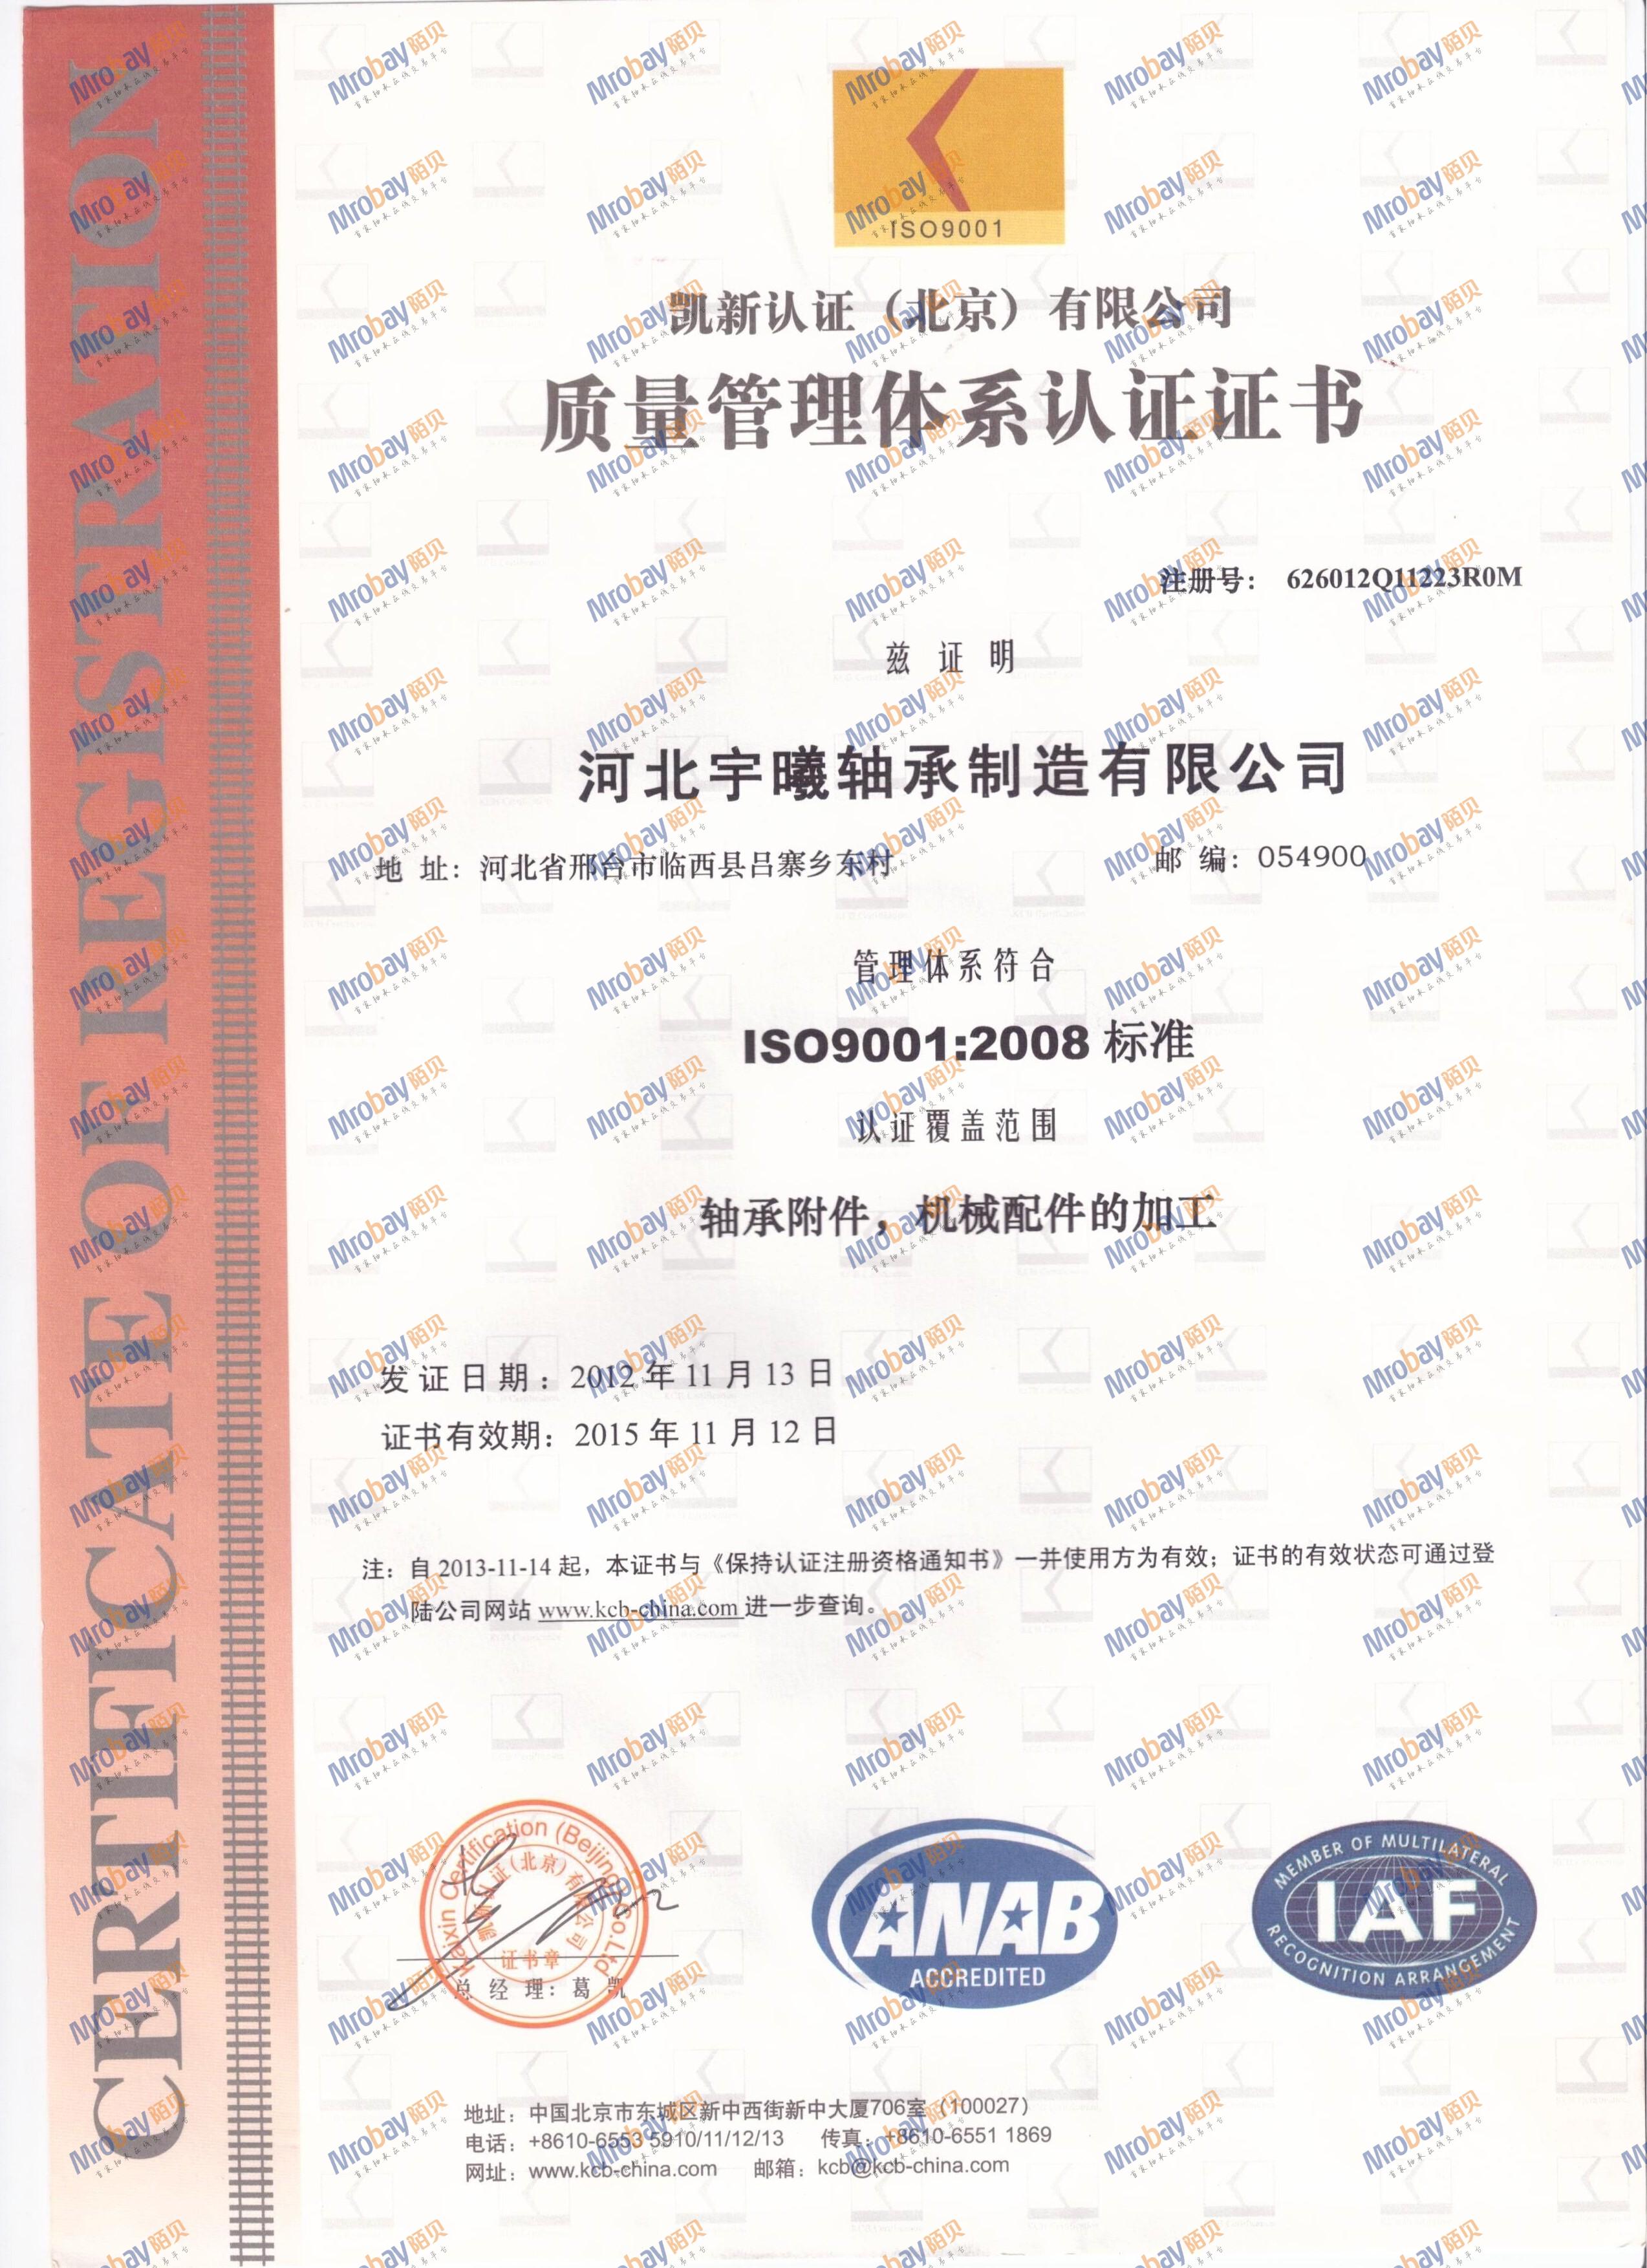 CERTIFICATE OF REGISTRATION
ISO9001
凯新认证（北京）有限公司
质量管理体系认证证书
注册号： 626012Q11223R0M
兹证明
河北宇曦轴承制造有限公司
地 址：河北省邢台市临西县吕寨乡东村 邮 编：054900
管理体系符合
ISO9001:2008 标准
认证覆盖范围
轴承附件，机械配件的加工
发证日期：2012 年 11 月 13 日
证书有效期：2015 年 11 月 12 日
注：自 2013-11-14 起，本证书与《保持认证注册资格通知书》一并使用方为有效；证书的有效状态可通过登
陆公司网站 www.kcb-china.com 进一步查询。
Kaixin Certification (Beijing) Co.Ltd
凯新认证(北京)有限公司
证书章
总 经 理：葛 凯
ANAB
ACCREDITED
MEMBER OF MULTILATERAL
IAF
RECOGNITION ARRANGEMENT
地址：中国北京市东城区新中西街新中大厦706室（100027）
电话：+8610-6553 5910/11/12/13 传真：+8610-6551 1869
网址：www.kcb-china.com 邮箱：kcb@kcb-china.com
Mrobay陌贝